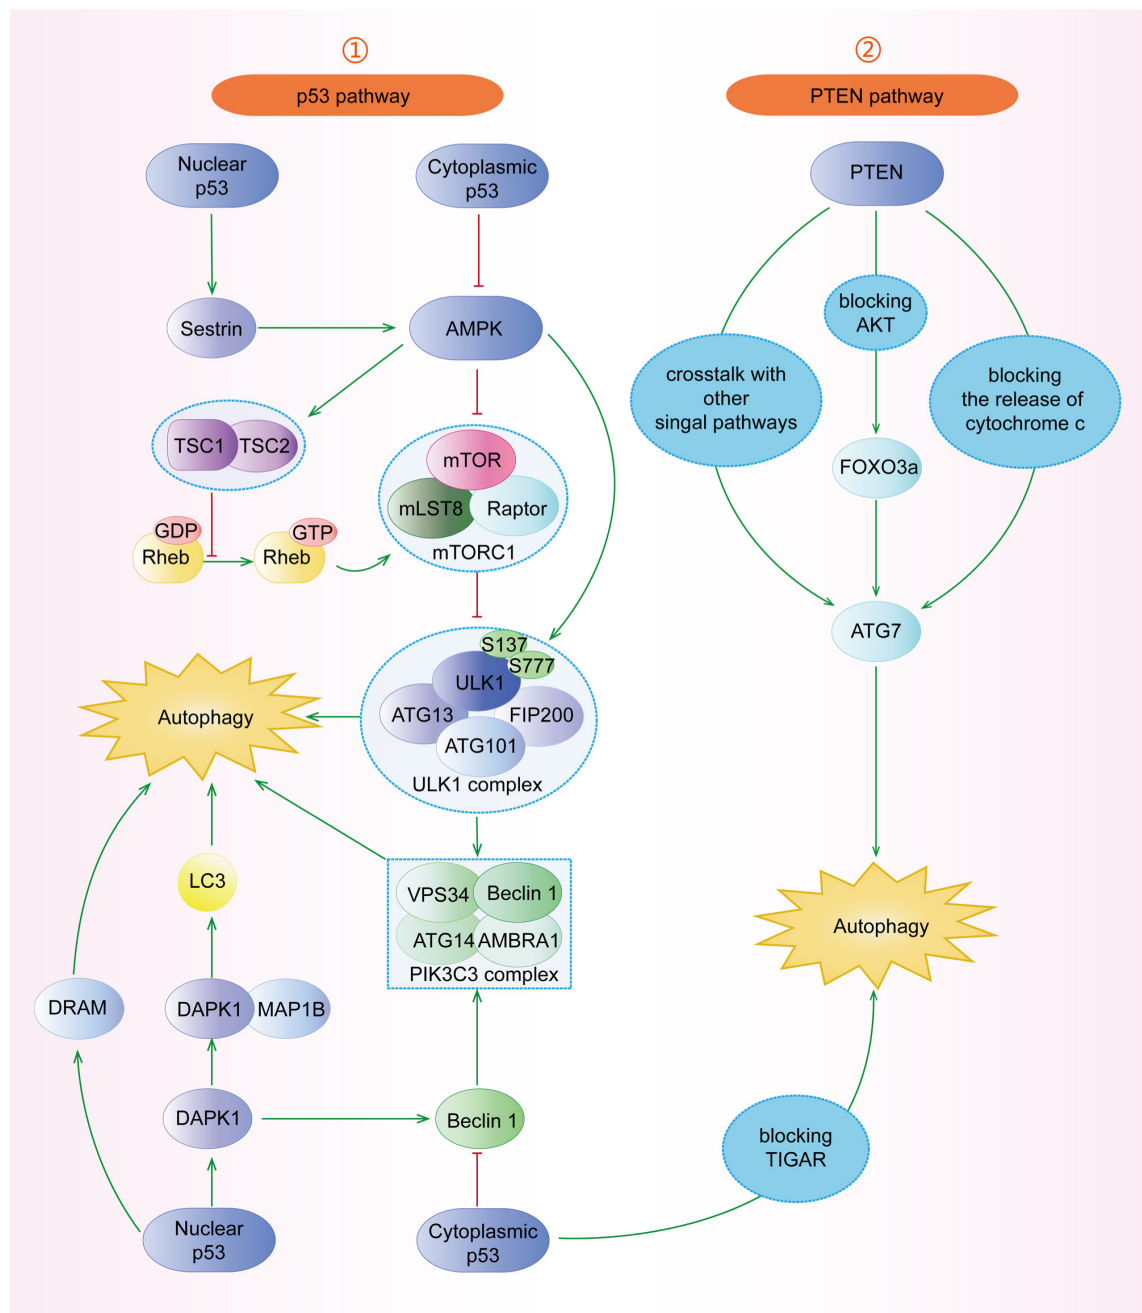 ①
p53 pathway
Nuclear
p53
Cytoplasmic
p53
Sestrin
AMPK
TSC1
TSC2
mTOR
mLST8
Raptor
mTORC1
GDP
Rheb
GTP
Rheb
S137
S777
ULK1
ATG13
FIP200
ATG101
ULK1 complex
Autophagy
LC3
VPS34
Beclin 1
ATG14
AMBRA1
PIK3C3 complex
DRAM
DAPK1
MAP1B
DAPK1
Beclin 1
Nuclear
p53
Cytoplasmic
p53
②
PTEN pathway
PTEN
blocking
AKT
crosstalk with
other
singal pathways
blocking
the release of
cytochrome c
FOXO3a
ATG7
Autophagy
blocking
TIGAR